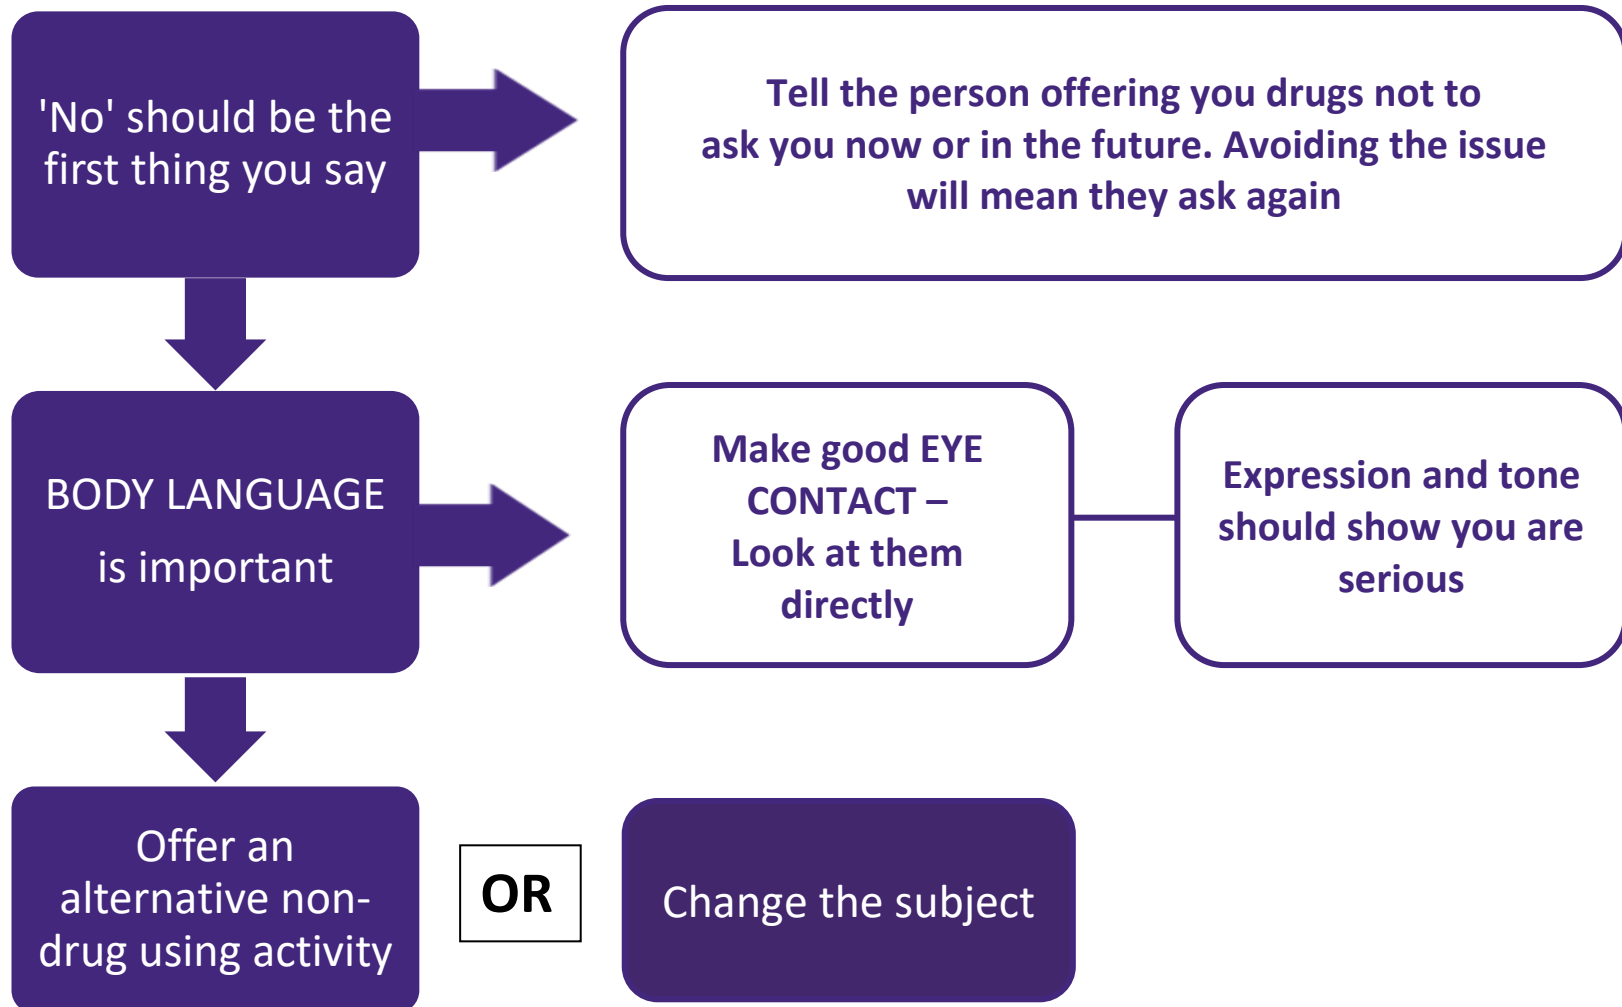 'No' should be the
first thing you say
Tell the person offering you drugs not to
ask you now or in the future. Avoiding the issue
will mean they ask again
BODY LANGUAGE
is important
Make good EYE
CONTACT –
Look at them
directly
Expression and tone
should show you are
serious
Offer an
alternative non-
drug using activity
OR
Change the subject